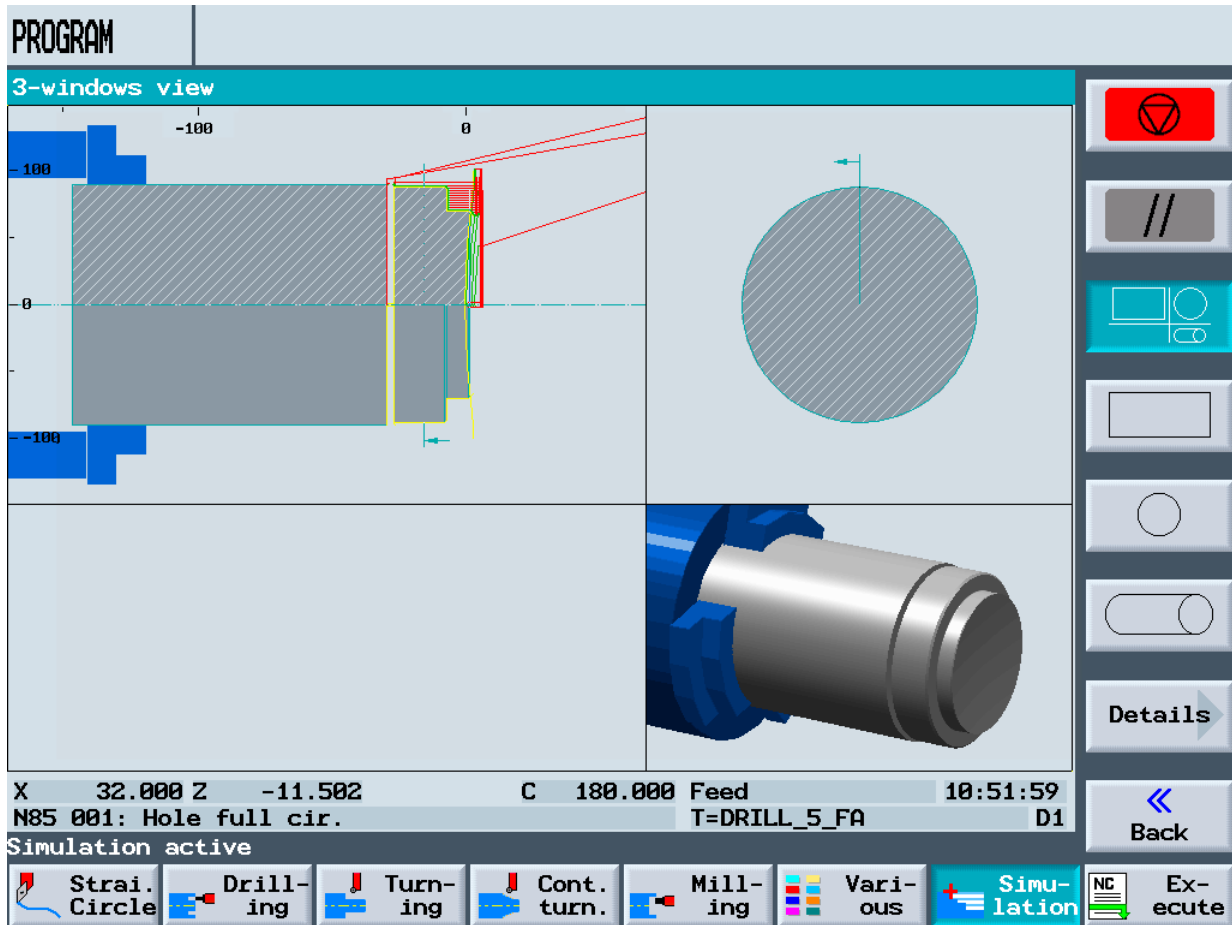 PROGRAM
3-windows view
-100 0
100
0
-100
Details
X 32.000 Z -11.502 C 180.000 Feed 10:51:59
N85 001: Hole full cir. T=DRILL_5_FA D1
Back
Simulation active
Strai.
Circle
Drill-
ing
Turn-
ing
Cont.
turn.
Mill-
ing
Vari-
ous
Simu-
lation
NC
Ex-
ecute